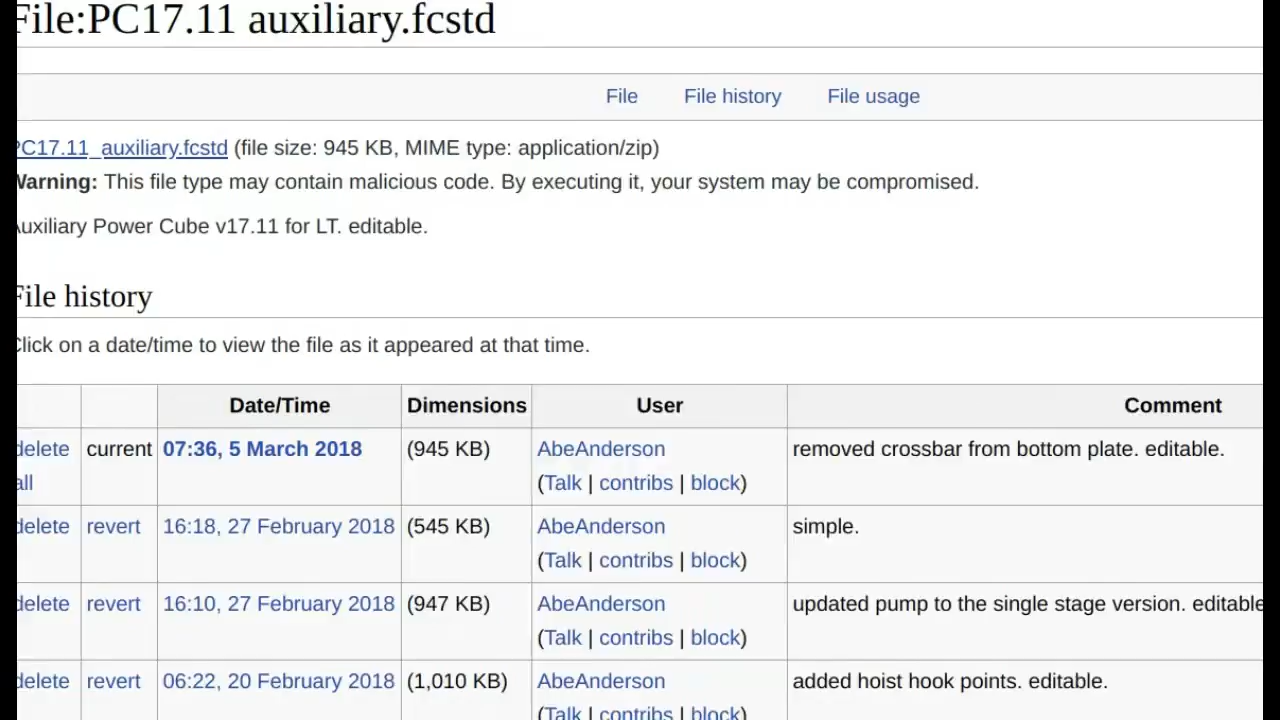 File:PC17.11 auxiliary.fcstd
File File history File usage
PC17.11_auxiliary.fcstd (file size: 945 KB, MIME type: application/zip)
Warning: This file type may contain malicious code. By executing it, your system may be compromised.
Auxiliary Power Cube v17.11 for LT. editable.
File history
Click on a date/time to view the file as it appeared at that time.
Date/Time Dimensions User Comment
delete current 07:36, 5 March 2018 (945 KB) AbeAnderson removed crossbar from bottom plate. editable.
all (Talk | contribs | block)
delete revert 16:18, 27 February 2018 (545 KB) AbeAnderson simple.
(Talk | contribs | block)
delete revert 16:10, 27 February 2018 (947 KB) AbeAnderson updated pump to the single stage version. editable
(Talk | contribs | block)
delete revert 06:22, 20 February 2018 (1,010 KB) AbeAnderson added hoist hook points. editable.
(Talk | contribs | block)